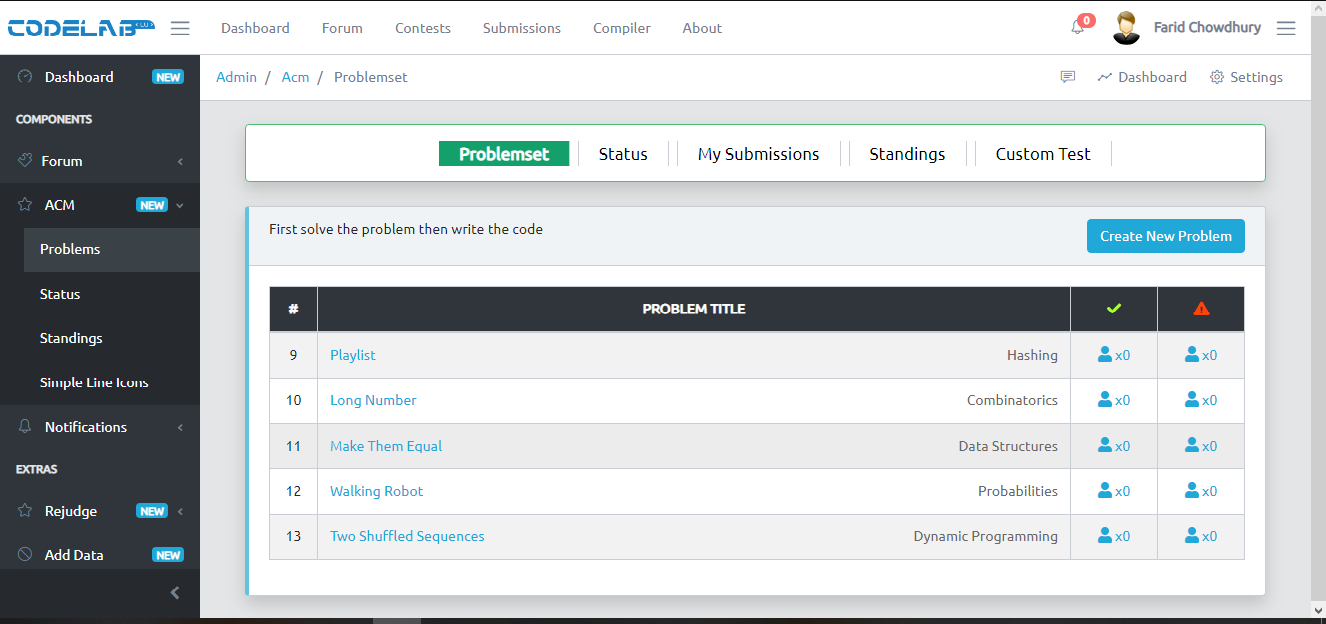 CODELAB
Dashboard Forum Contests Submissions Compiler About
0
Farid Chowdhury
Admin / Acm / Problemset
Dashboard Settings
Dashboard NEW
COMPONENTS
Forum
ACM NEW
Problems
Status
Standings
Simple Line Icons
Notifications
EXTRAS
Rejudge NEW
Add Data NEW
Problemset Status My Submissions Standings Custom Test
First solve the problem then write the code
Create New Problem
# PROBLEM TITLE
9 Playlist Hashing x0 x0
10 Long Number Combinatorics x0 x0
11 Make Them Equal Data Structures x0 x0
12 Walking Robot Probabilities x0 x0
13 Two Shuffled Sequences Dynamic Programming x0 x0